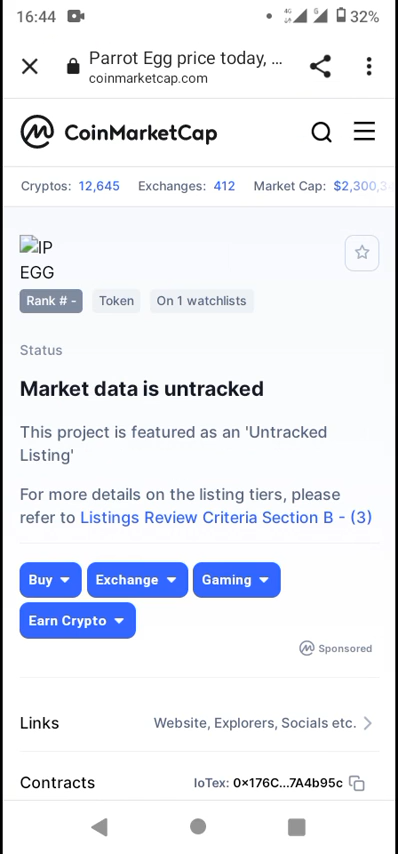 16:44 4G G 32%
Parrot Egg price today, ...
coinmarketcap.com
CoinMarketCap
Cryptos: 12,645 Exchanges: 412 Market Cap: $2,300,3
IP
EGG
Rank # - Token On 1 watchlists
Status
Market data is untracked
This project is featured as an 'Untracked
Listing'
For more details on the listing tiers, please
refer to Listings Review Criteria Section B - (3)
Buy Exchange Gaming
Earn Crypto
Sponsored
Links Website, Explorers, Socials etc.
Contracts IoTex: 0x176C...7A4b95c